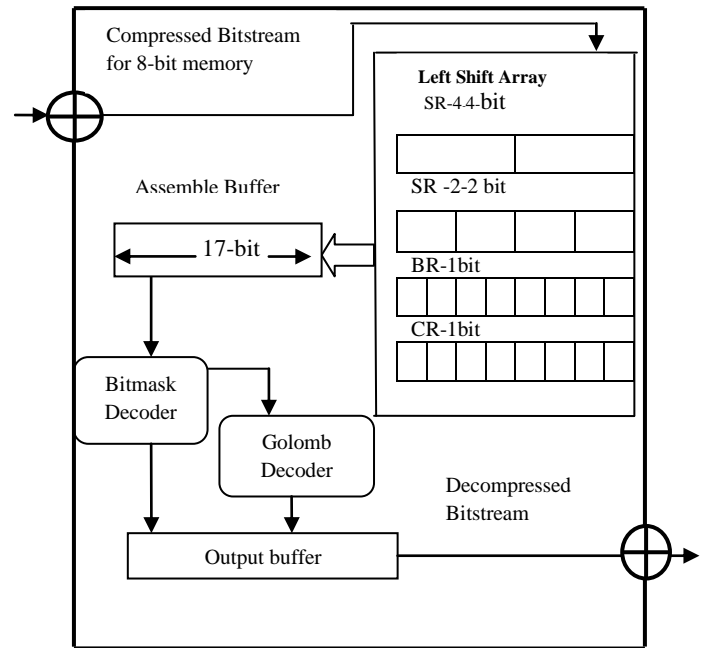 Compressed Bitstream
for 8-bit memory
Left Shift Array
SR-4.4-bit
SR -2-2 bit
Assemble Buffer
17-bit
BR-1bit
CR-1bit
Bitmask
Decoder
Golomb
Decoder
Decompressed
Bitstream
Output buffer